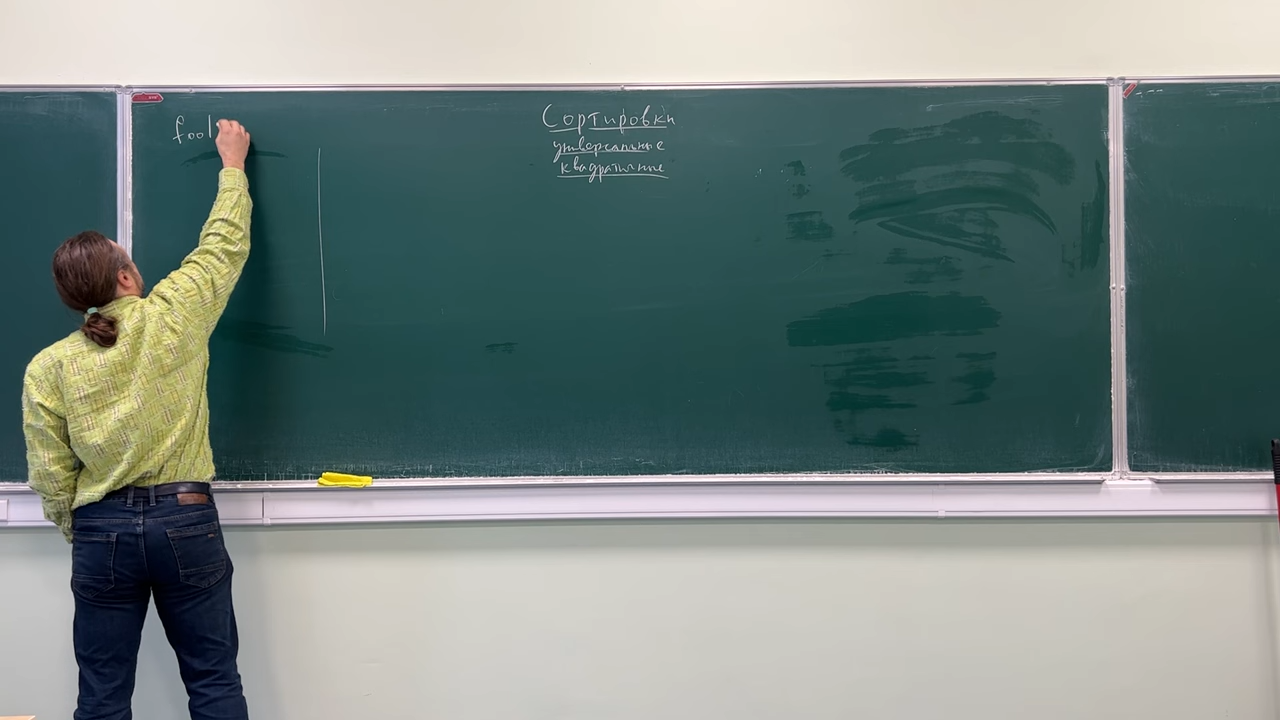 fool
Сортировки
универсальные
квадратичные